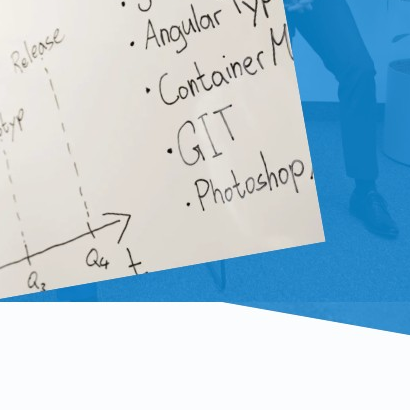 Release
• Angular
• Container
• GIT
• Photoshop,
Q3
Q4
t